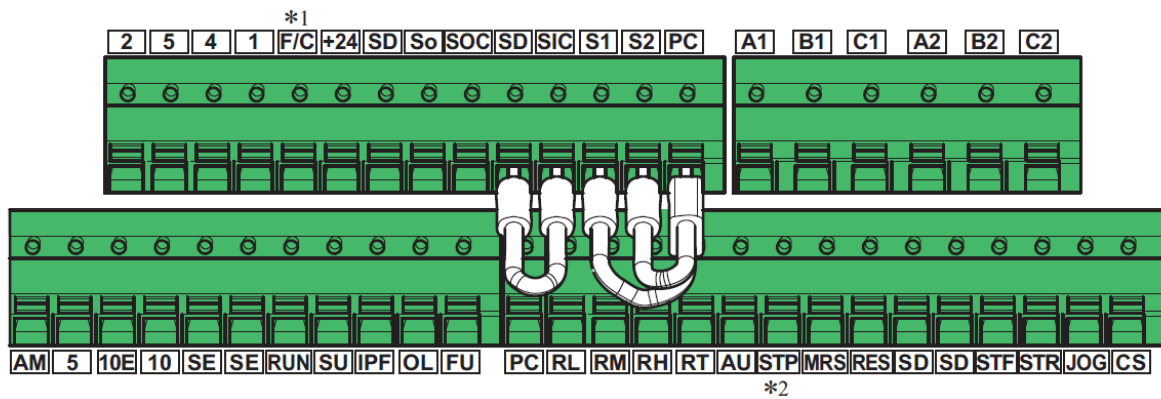 *1
2 5 4 1 F/C +24 SD So SOC SD SIC S1 S2 PC A1 B1 C1 A2 B2 C2
AM 5 10E 10 SE SE RUN SU IPF OL FU PC RL RM RH RT AU STP MRS RES SD SD STF STR JOG CS
*2